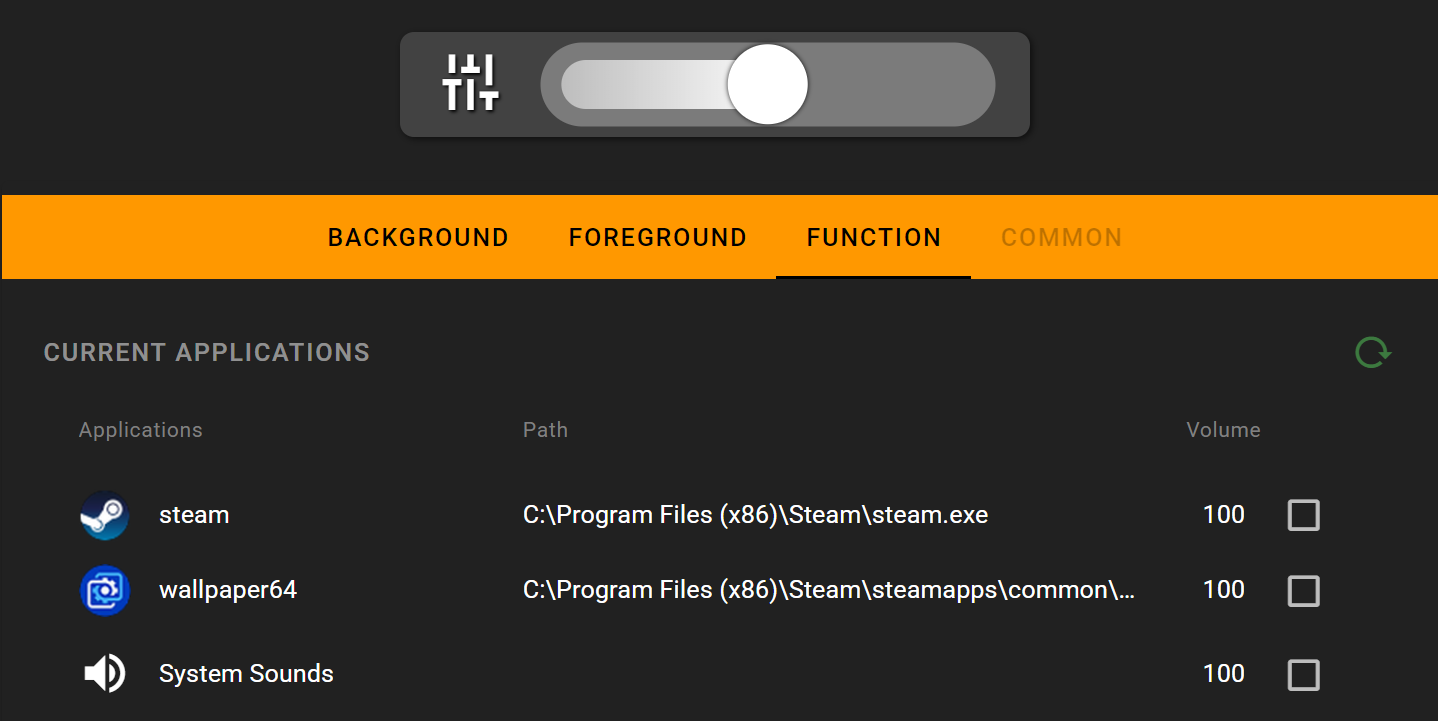 BACKGROUND FOREGROUND FUNCTION COMMON
CURRENT APPLICATIONS
Applications Path Volume
steam C:\Program Files (x86)\Steam\steam.exe 100
wallpaper64 C:\Program Files (x86)\Steam\steamapps\common\... 100
System Sounds 100